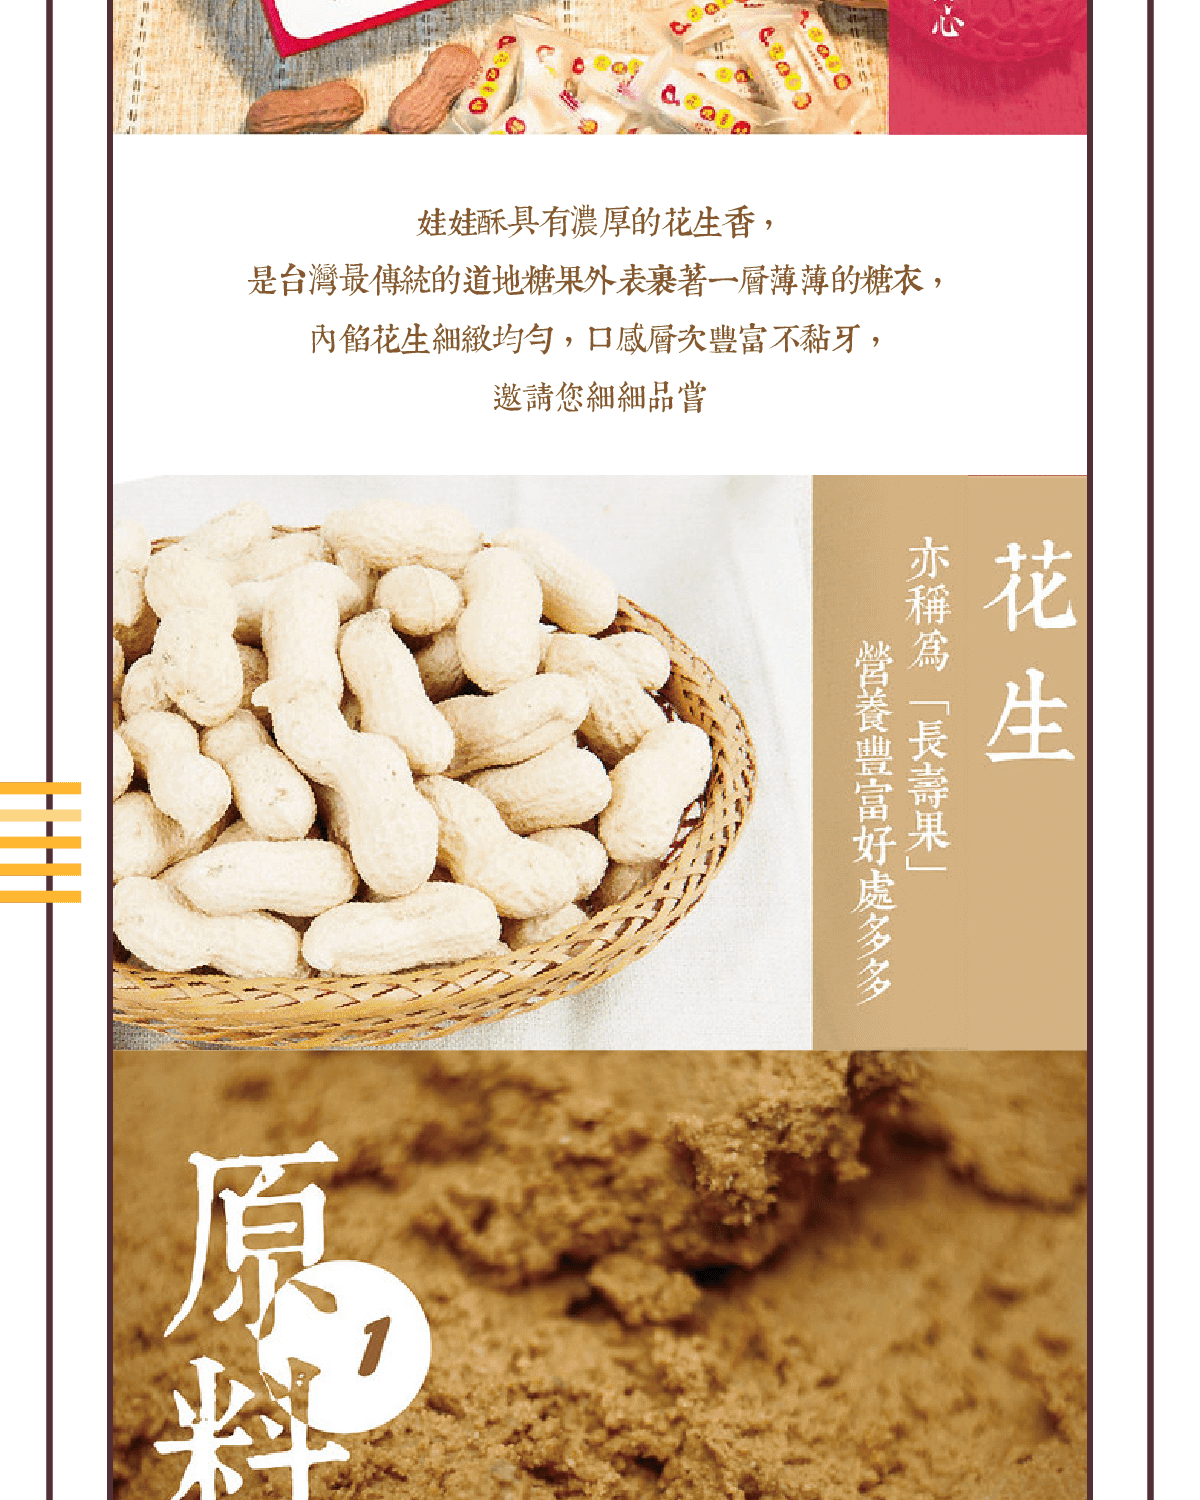 心
娃娃酥具有濃厚的花生香，
是台灣最傳統的道地糖果外表裹著一層薄薄的糖衣，
內餡花生細緻均勻，口感層次豐富不黏牙，
邀請您細細品嘗
花生
亦稱為「長壽果」
營養豐富好處多多
原料
1